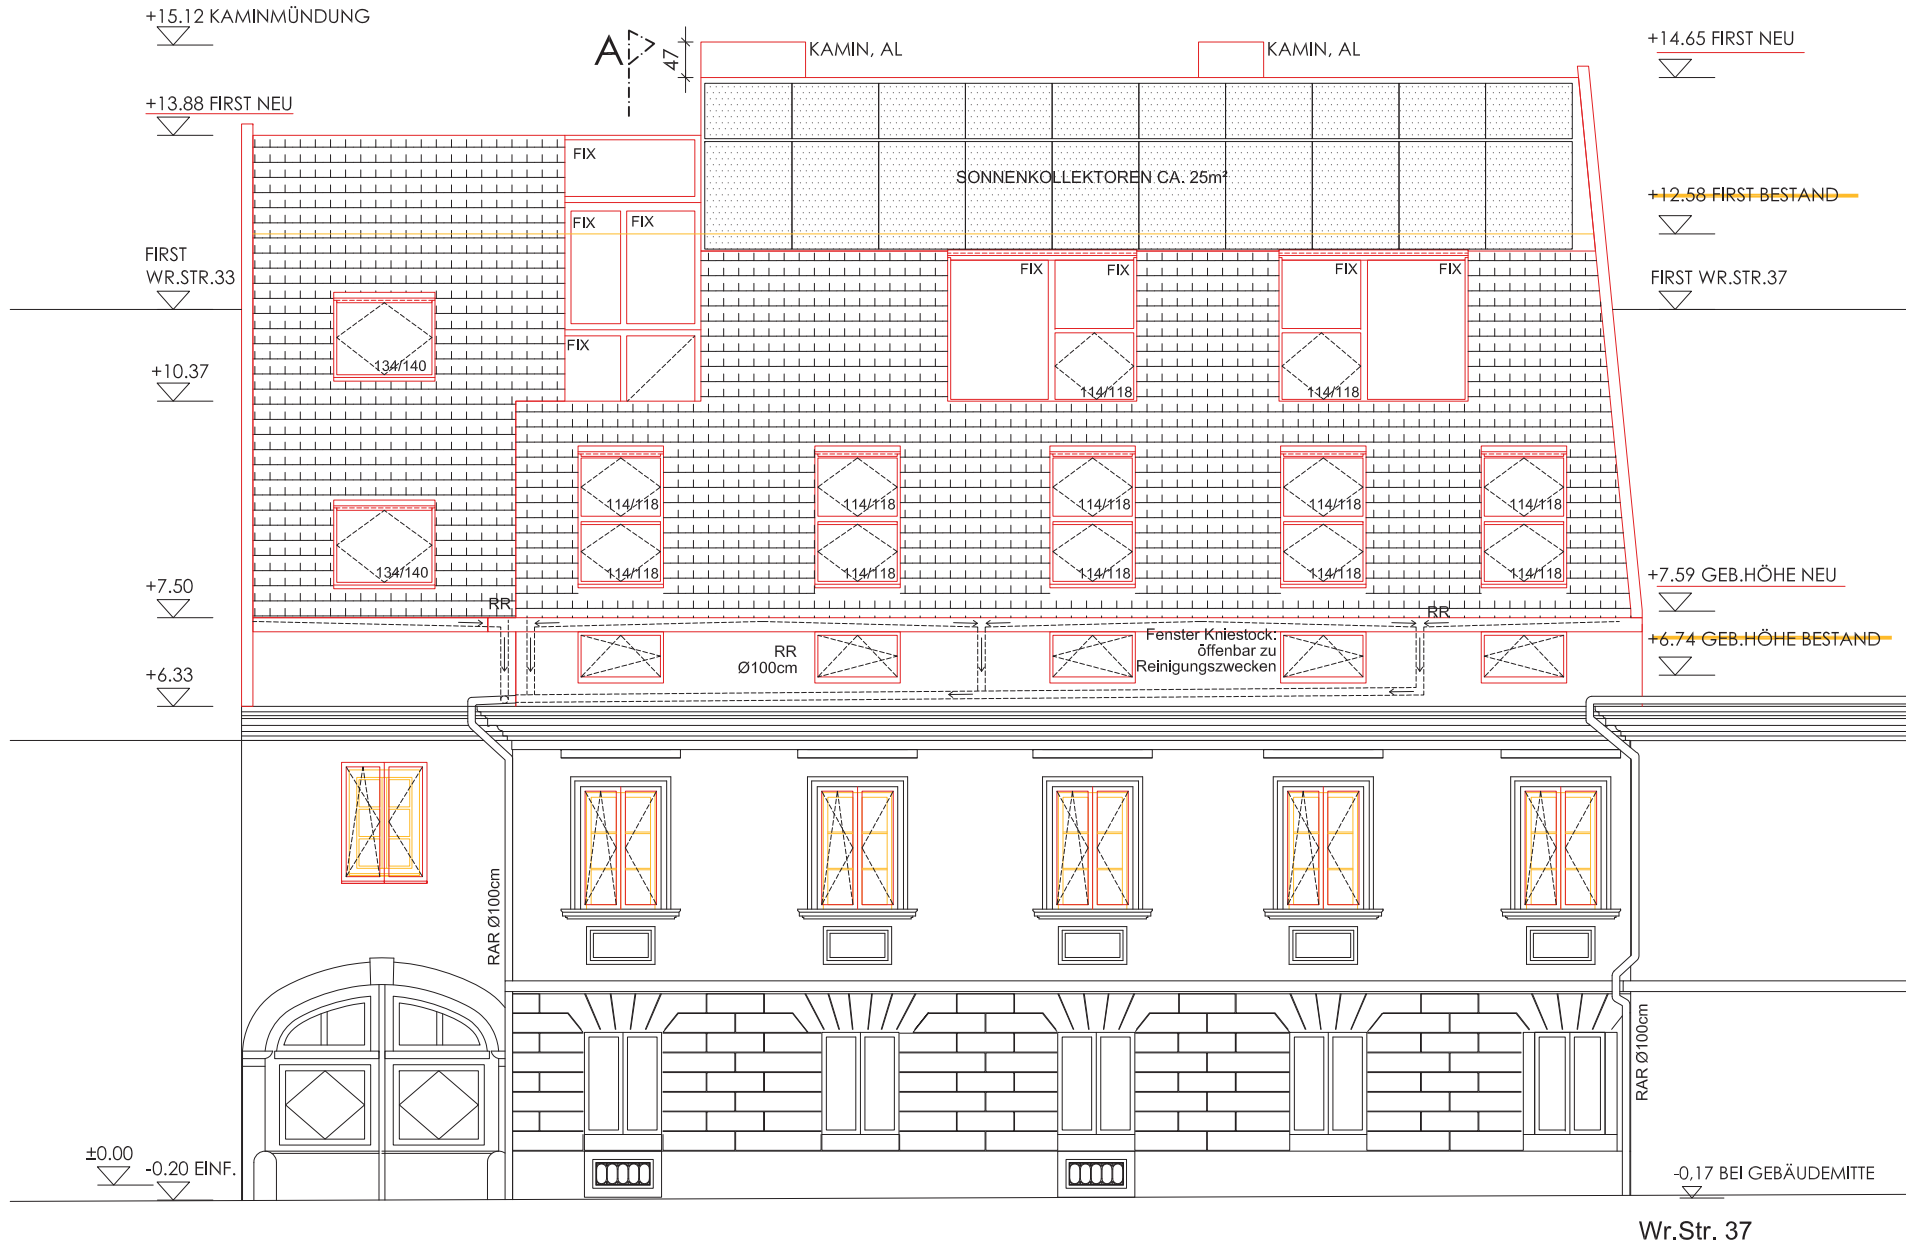 +15.12 KAMINMÜNDUNG
A
47
KAMIN, AL
KAMIN, AL
+14.65 FIRST NEU
+13.88 FIRST NEU
FIX
SONNENKOLLEKTOREN CA. 25m²
+12.58 FIRST BESTAND
FIX
FIX
FIRST
WR.STR.33
FIX
FIX
FIX
FIX
FIRST WR.STR.37
FIX
134/140
+10.37
114/118
114/118
114/118
114/118
114/118
114/118
114/118
134/140
114/118
114/118
114/118
114/118
114/118
+7.50
+7.59 GEB.HÖHE NEU
RR
RR
RR
Ø100cm
Fenster Kniestock:
öffenbar zu
Reinigungszwecken
+6.74 GEB.HÖHE BESTAND
+6.33
RAR Ø100cm
RAR Ø100cm
±0.00
-0.20 EINF.
-0,17 BEI GEBÄUDEMITTE
Wr.Str. 37